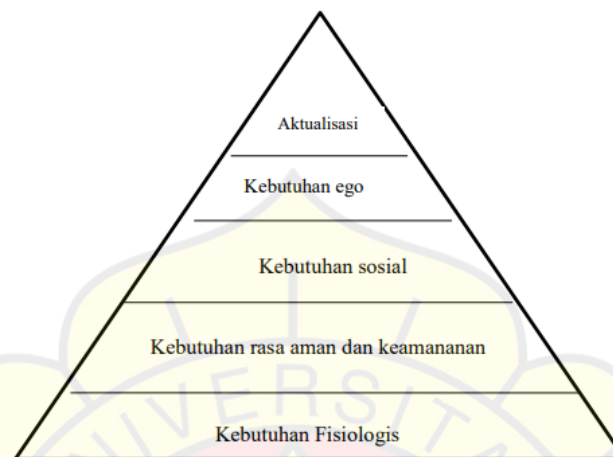 Aktualisasi
Kebutuhan ego
Kebutuhan sosial
Kebutuhan rasa aman dan keamananan
Kebutuhan Fisiologis